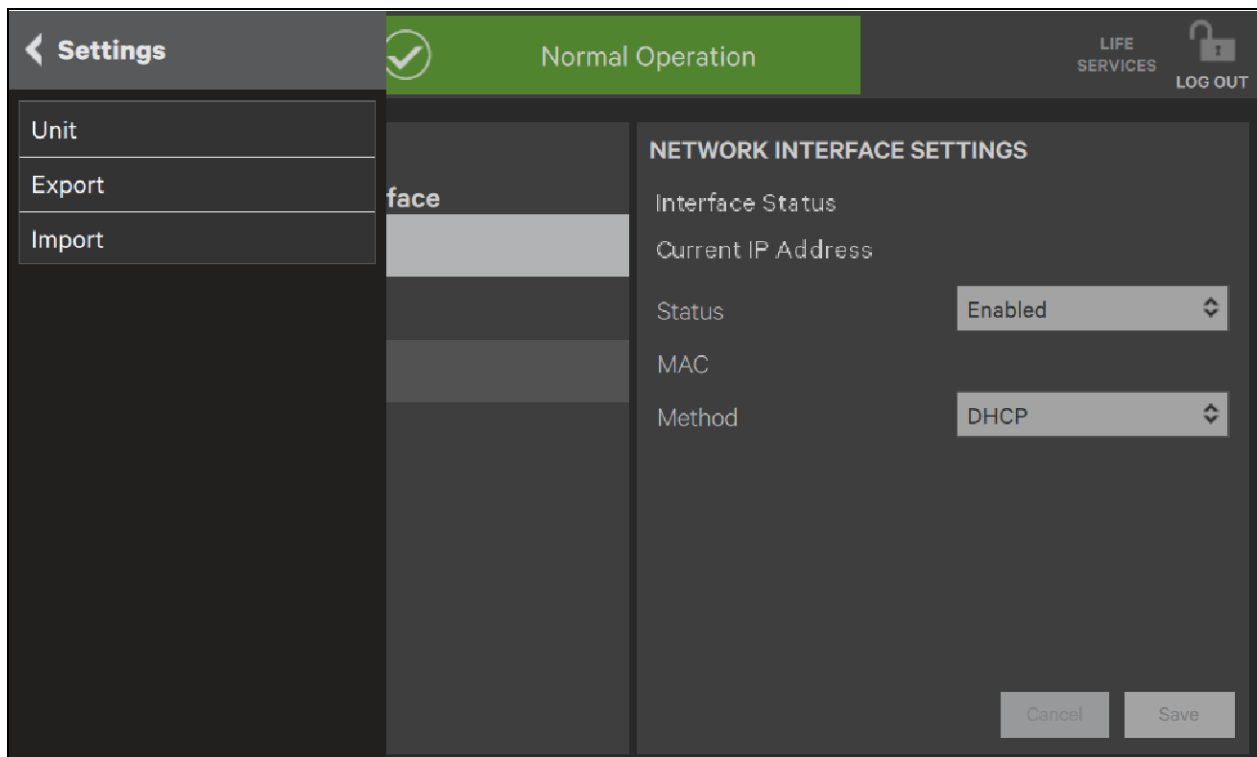 Settings
Normal Operation
LIFE
SERVICES
LOG OUT
Unit
Export
Import
face
NETWORK INTERFACE SETTINGS
Interface Status
Current IP Address
Status
Enabled
MAC
Method
DHCP
Cancel
Save